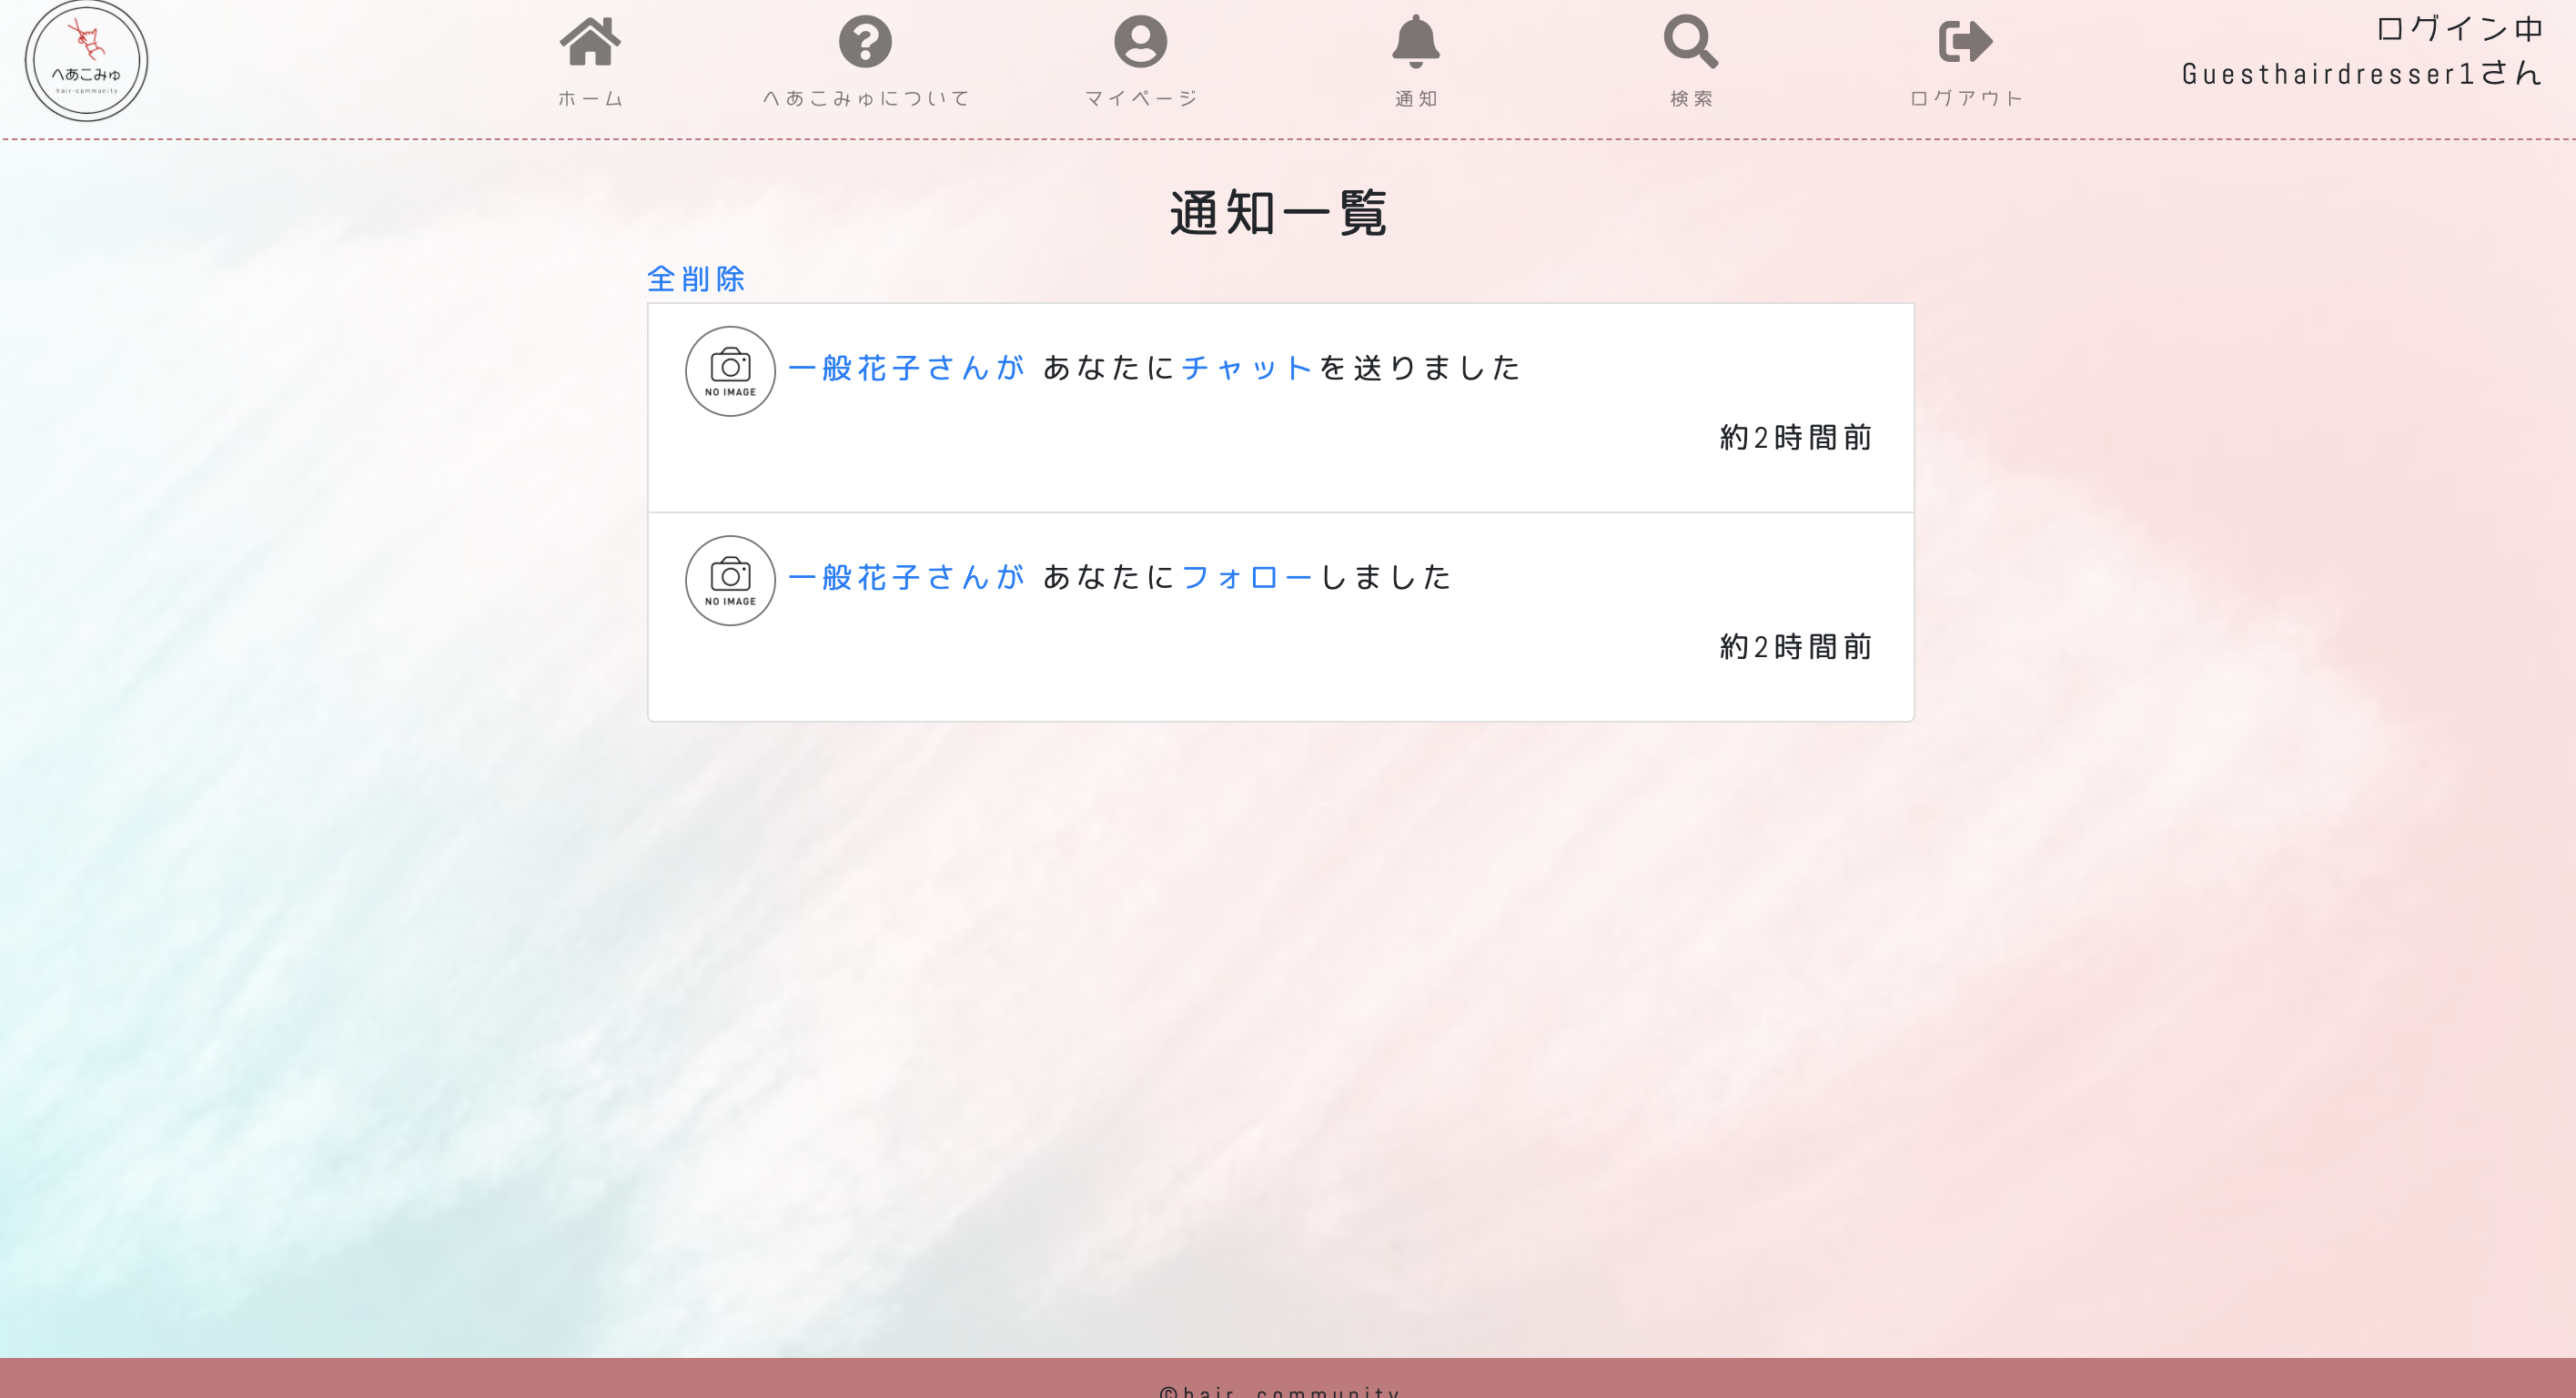 へあこみゅ
hair-community
ホーム
へあこみゅについて
マイページ
通知
検索
ログアウト
ログイン中
Guesthairdresser1さん
通知一覧
全削除
NO IMAGE
一般花子さんが あなたにチャットを送りました
約2時間前
NO IMAGE
一般花子さんが あなたにフォローしました
約2時間前
©hair community